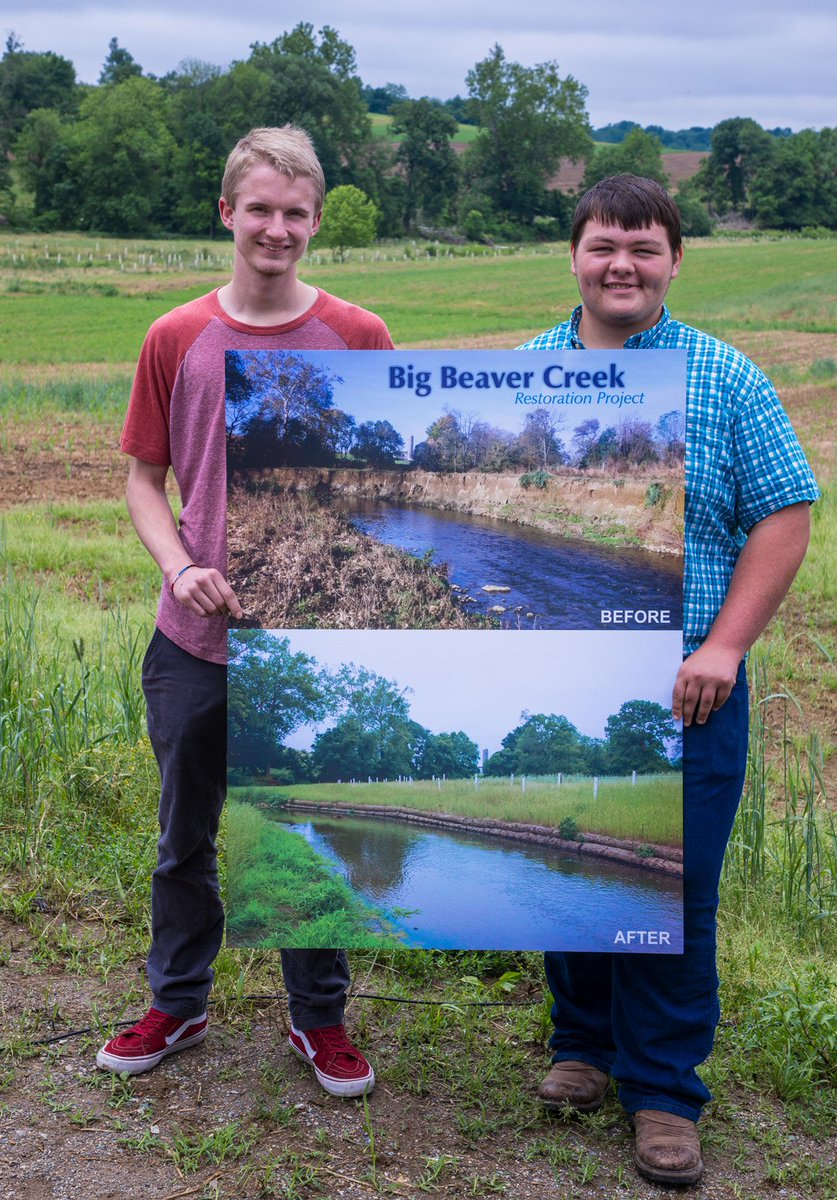 Big Beaver Creek
Restoration Project
BEFORE
AFTER